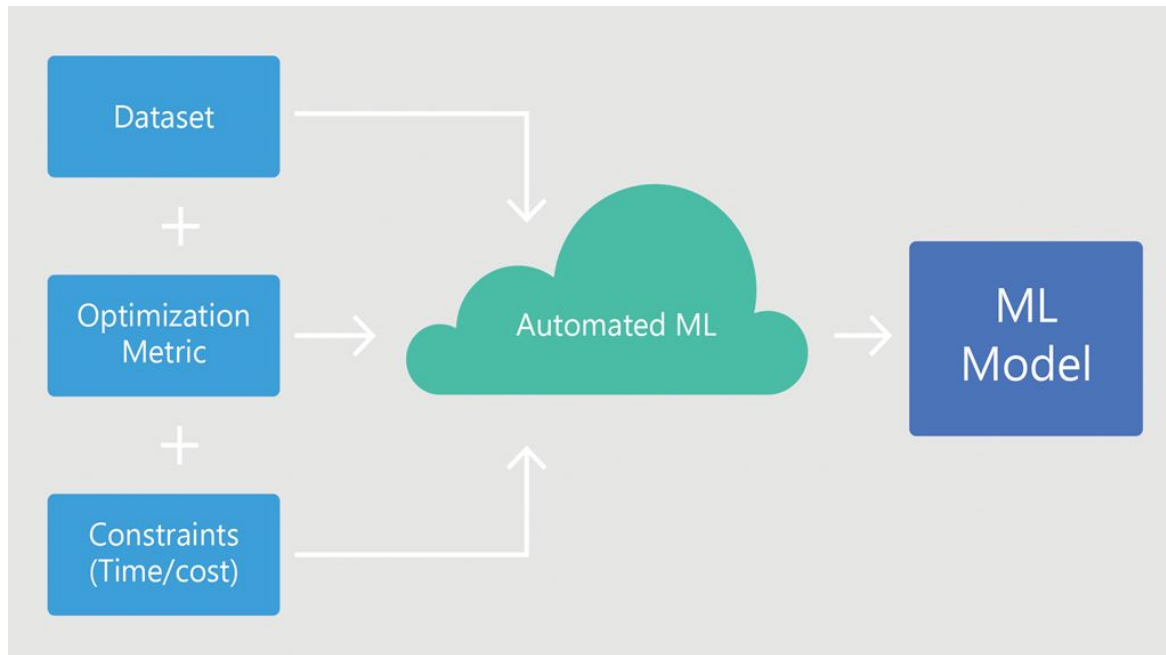 Dataset
+
Optimization
Metric
+
Constraints
(Time/cost)
Automated ML
ML
Model